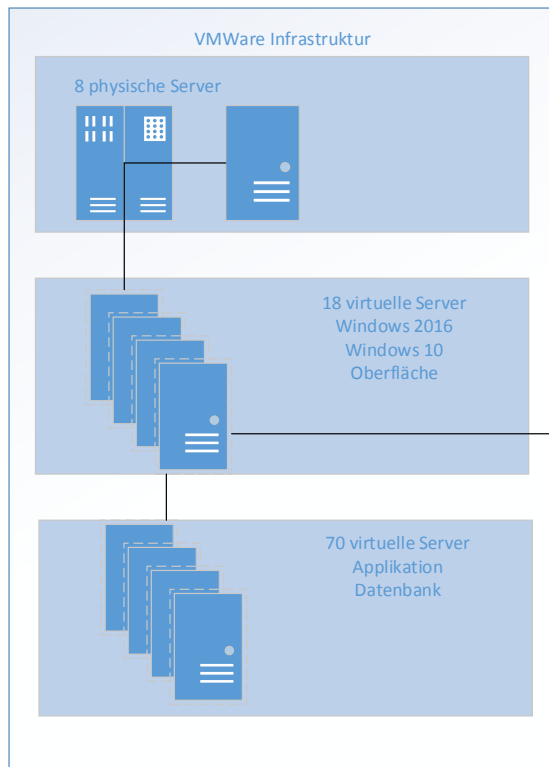 VMWare Infrastruktur
8 physische Server
18 virtuelle Server
Windows 2016
Windows 10
Oberfläche
70 virtuelle Server
Applikation
Datenbank